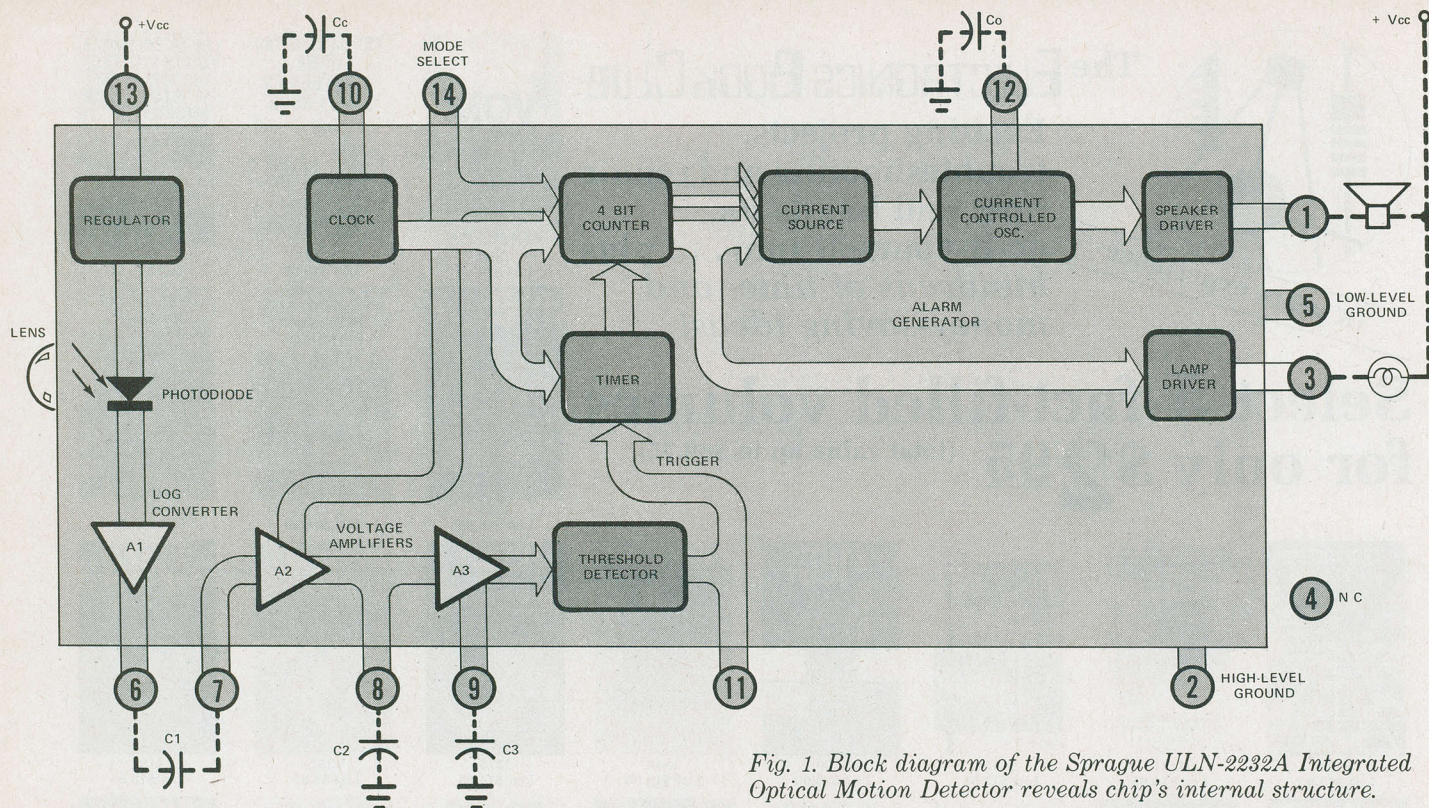 +Vcc
Cc
Co
+ Vcc
MODE
SELECT
13
10
14
12
REGULATOR
CLOCK
4 BIT
COUNTER
CURRENT
SOURCE
CURRENT
CONTROLLED
OSC.
SPEAKER
DRIVER
1
ALARM
GENERATOR
5
LOW-LEVEL
GROUND
LENS
PHOTODIODE
TIMER
LAMP
DRIVER
3
TRIGGER
LOG
CONVERTER
A1
VOLTAGE
AMPLIFIERS
A2
A3
THRESHOLD
DETECTOR
4
N C
6
7
8
9
11
2
HIGH-LEVEL
GROUND
C1
C2
C3
Fig. 1. Block diagram of the Sprague ULN-2232A Integrated
Optical Motion Detector reveals chip's internal structure.